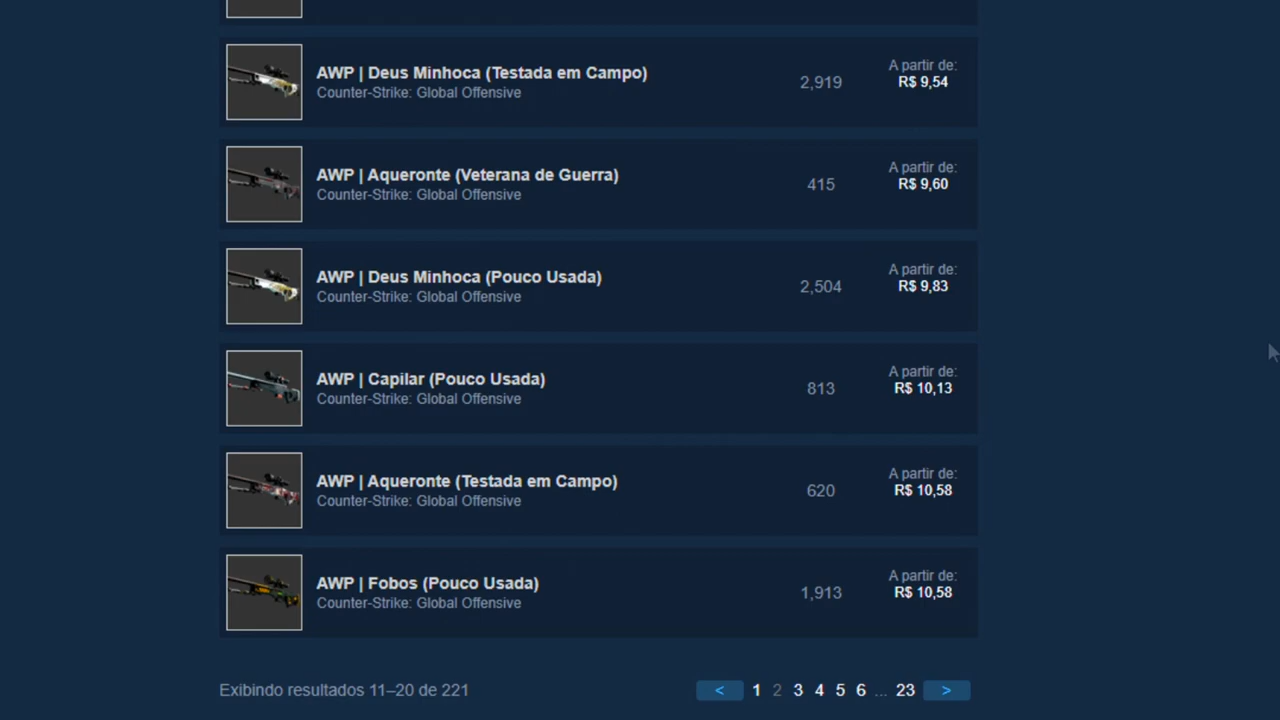 AWP | Deus Minhoca (Testada em Campo)
Counter-Strike: Global Offensive
2,919
A partir de:
R$ 9,54
AWP | Aqueronte (Veterana de Guerra)
Counter-Strike: Global Offensive
415
A partir de:
R$ 9,60
AWP | Deus Minhoca (Pouco Usada)
Counter-Strike: Global Offensive
2,504
A partir de:
R$ 9,83
AWP | Capilar (Pouco Usada)
Counter-Strike: Global Offensive
813
A partir de:
R$ 10,13
AWP | Aqueronte (Testada em Campo)
Counter-Strike: Global Offensive
620
A partir de:
R$ 10,58
AWP | Fobos (Pouco Usada)
Counter-Strike: Global Offensive
1,913
A partir de:
R$ 10,58
Exibindo resultados 11–20 de 221
< 1 2 3 4 5 6 ... 23 >